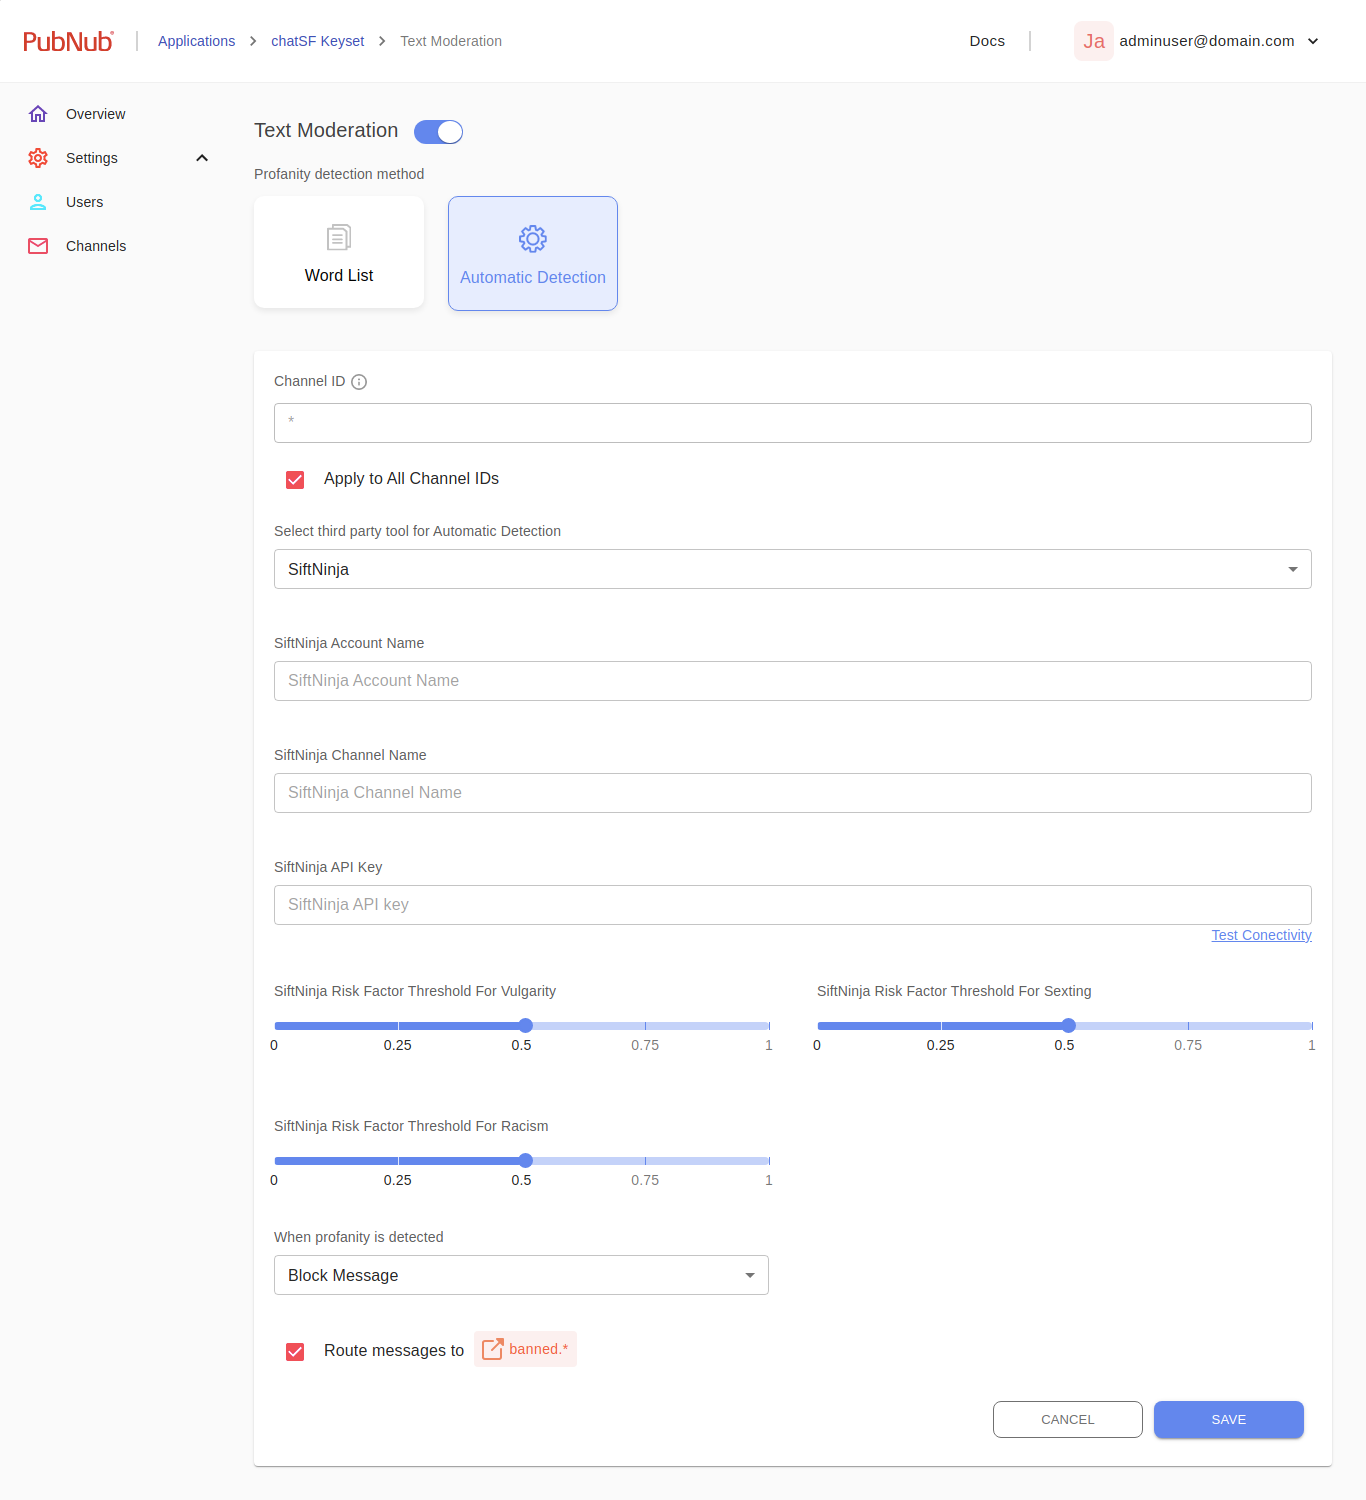 PubNub Applications chatSF Keyset Text Moderation Docs Ja adminuser@domain.com
Overview
Settings
Users
Channels
Text Moderation
Profanity detection method
Word List
Automatic Detection
Channel ID
*
Apply to All Channel IDs
Select third party tool for Automatic Detection
SiftNinja
SiftNinja Account Name
SiftNinja Account Name
SiftNinja Channel Name
SiftNinja Channel Name
SiftNinja API Key
SiftNinja API key
Test Conectivity
SiftNinja Risk Factor Threshold For Vulgarity
0 0.25 0.5 0.75 1
SiftNinja Risk Factor Threshold For Sexting
0 0.25 0.5 0.75 1
SiftNinja Risk Factor Threshold For Racism
0 0.25 0.5 0.75 1
When profanity is detected
Block Message
Route messages to banned.*
CANCEL SAVE